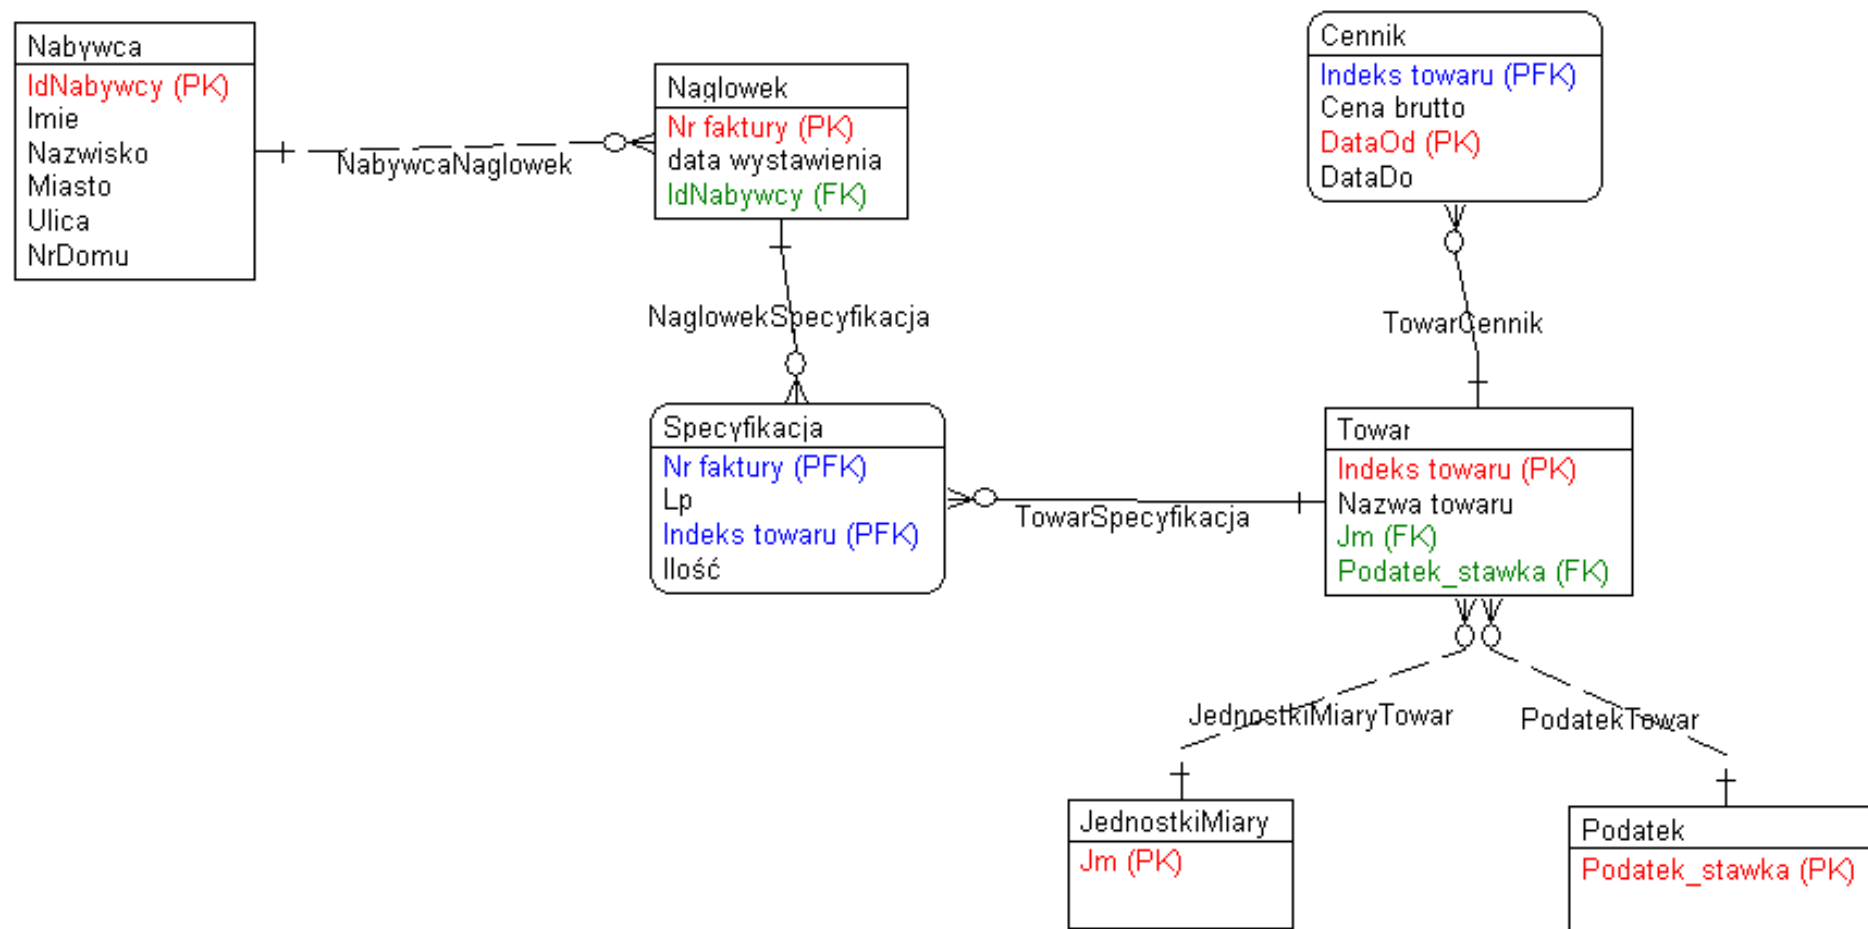 Nabywca
IdNabywcy (PK)
Imie
Nazwisko
Miasto
Ulica
NrDomu
NabywcaNaglowek
Naglowek
Nr faktury (PK)
data wystawienia
IdNabywcy (FK)
NaglowekSpecyfikacja
Cennik
Indeks towaru (PFK)
Cena brutto
DataOd (PK)
DataDo
TowarCennik
Specyfikacja
Nr faktury (PFK)
Lp
Indeks towaru (PFK)
Ilość
TowarSpecyfikacja
Towar
Indeks towaru (PK)
Nazwa towaru
Jm (FK)
Podatek_stawka (FK)
JednostkiMiaryTowar
PodatekTowar
JednostkiMiary
Jm (PK)
Podatek
Podatek_stawka (PK)